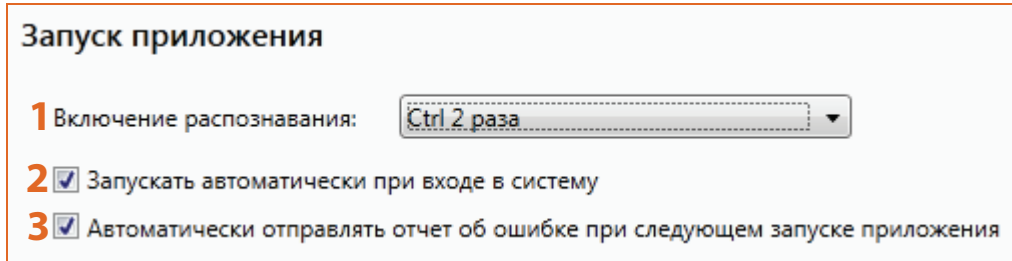 Запуск приложения
1 Включение распознавания: Ctrl 2 раза
2 Запускать автоматически при входе в систему
3 Автоматически отправлять отчет об ошибке при следующем запуске приложения